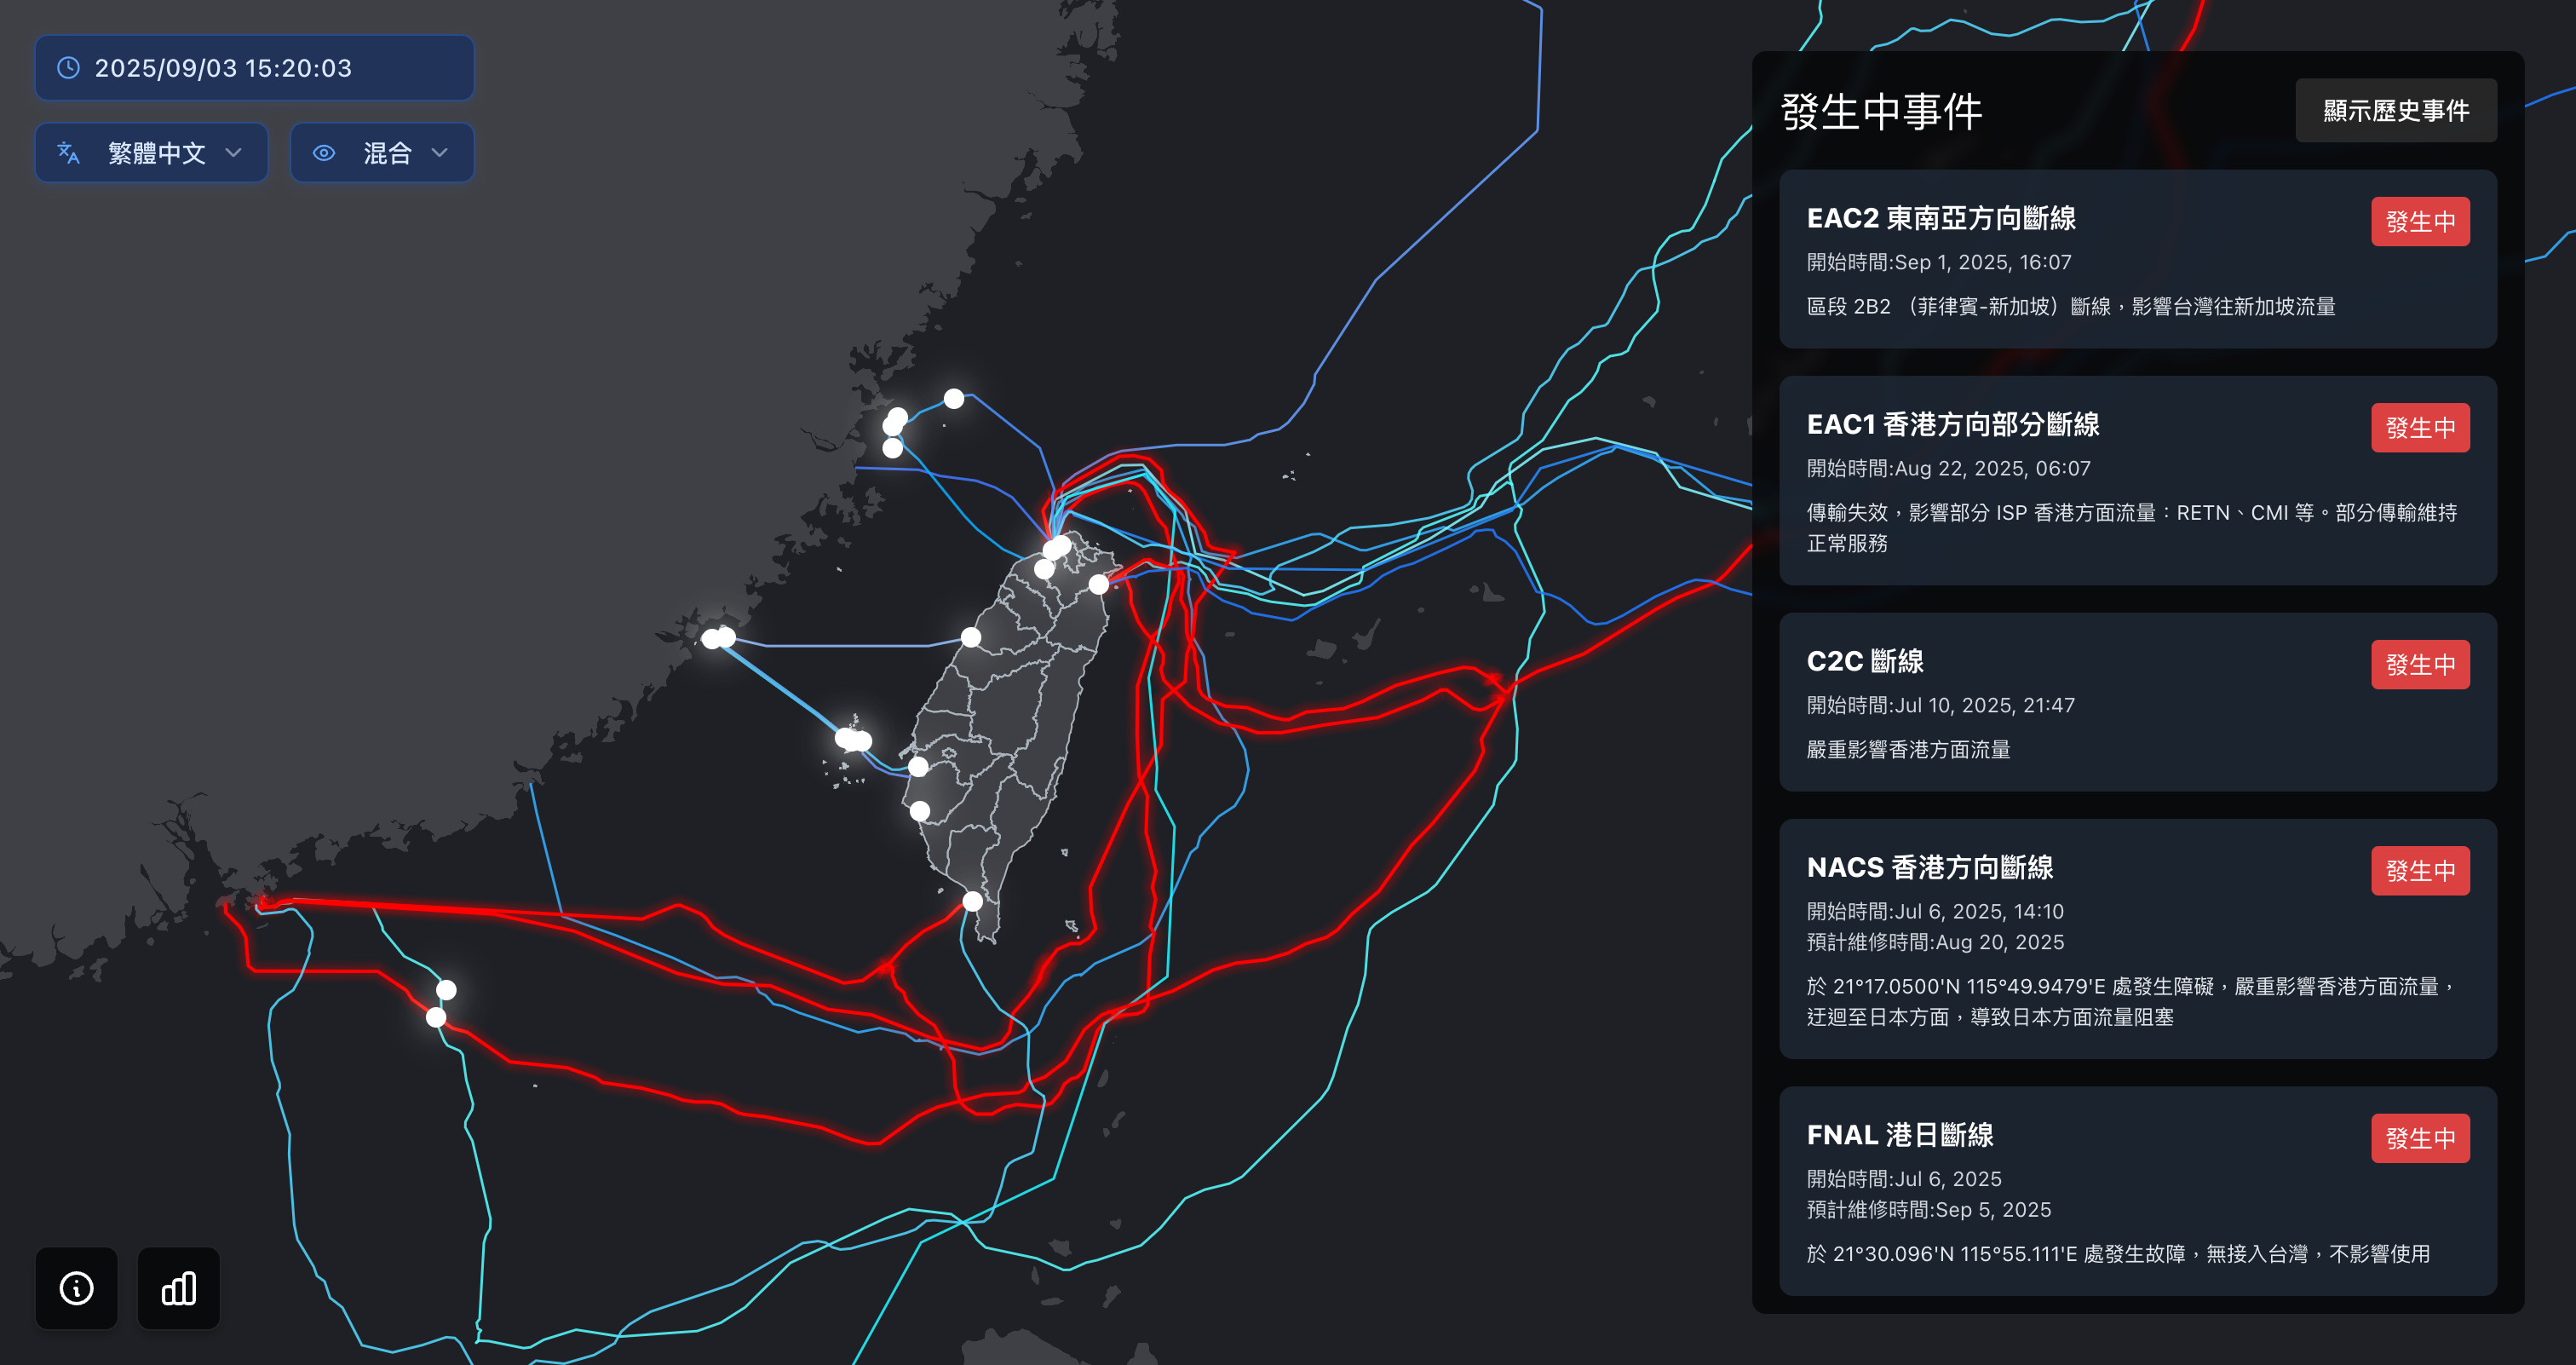 2025/09/03 15:20:03
繁體中文
混合
發生中事件
顯示歷史事件
EAC2 東南亞方向斷線
發生中
開始時間:Sep 1, 2025, 16:07
區段 2B2 （菲律賓-新加坡）斷線，影響台灣往新加坡流量
EAC1 香港方向部分斷線
發生中
開始時間:Aug 22, 2025, 06:07
傳輸失效，影響部分 ISP 香港方面流量：RETN、CMI 等。部分傳輸維持
正常服務
C2C 斷線
發生中
開始時間:Jul 10, 2025, 21:47
嚴重影響香港方面流量
NACS 香港方向斷線
發生中
開始時間:Jul 6, 2025, 14:10
預計維修時間:Aug 20, 2025
於 21°17.0500'N 115°49.9479'E 處發生障礙，嚴重影響香港方面流量，
迂迴至日本方面，導致日本方面流量阻塞
FNAL 港日斷線
發生中
開始時間:Jul 6, 2025
預計維修時間:Sep 5, 2025
於 21°30.096'N 115°55.111'E 處發生故障，無接入台灣，不影響使用